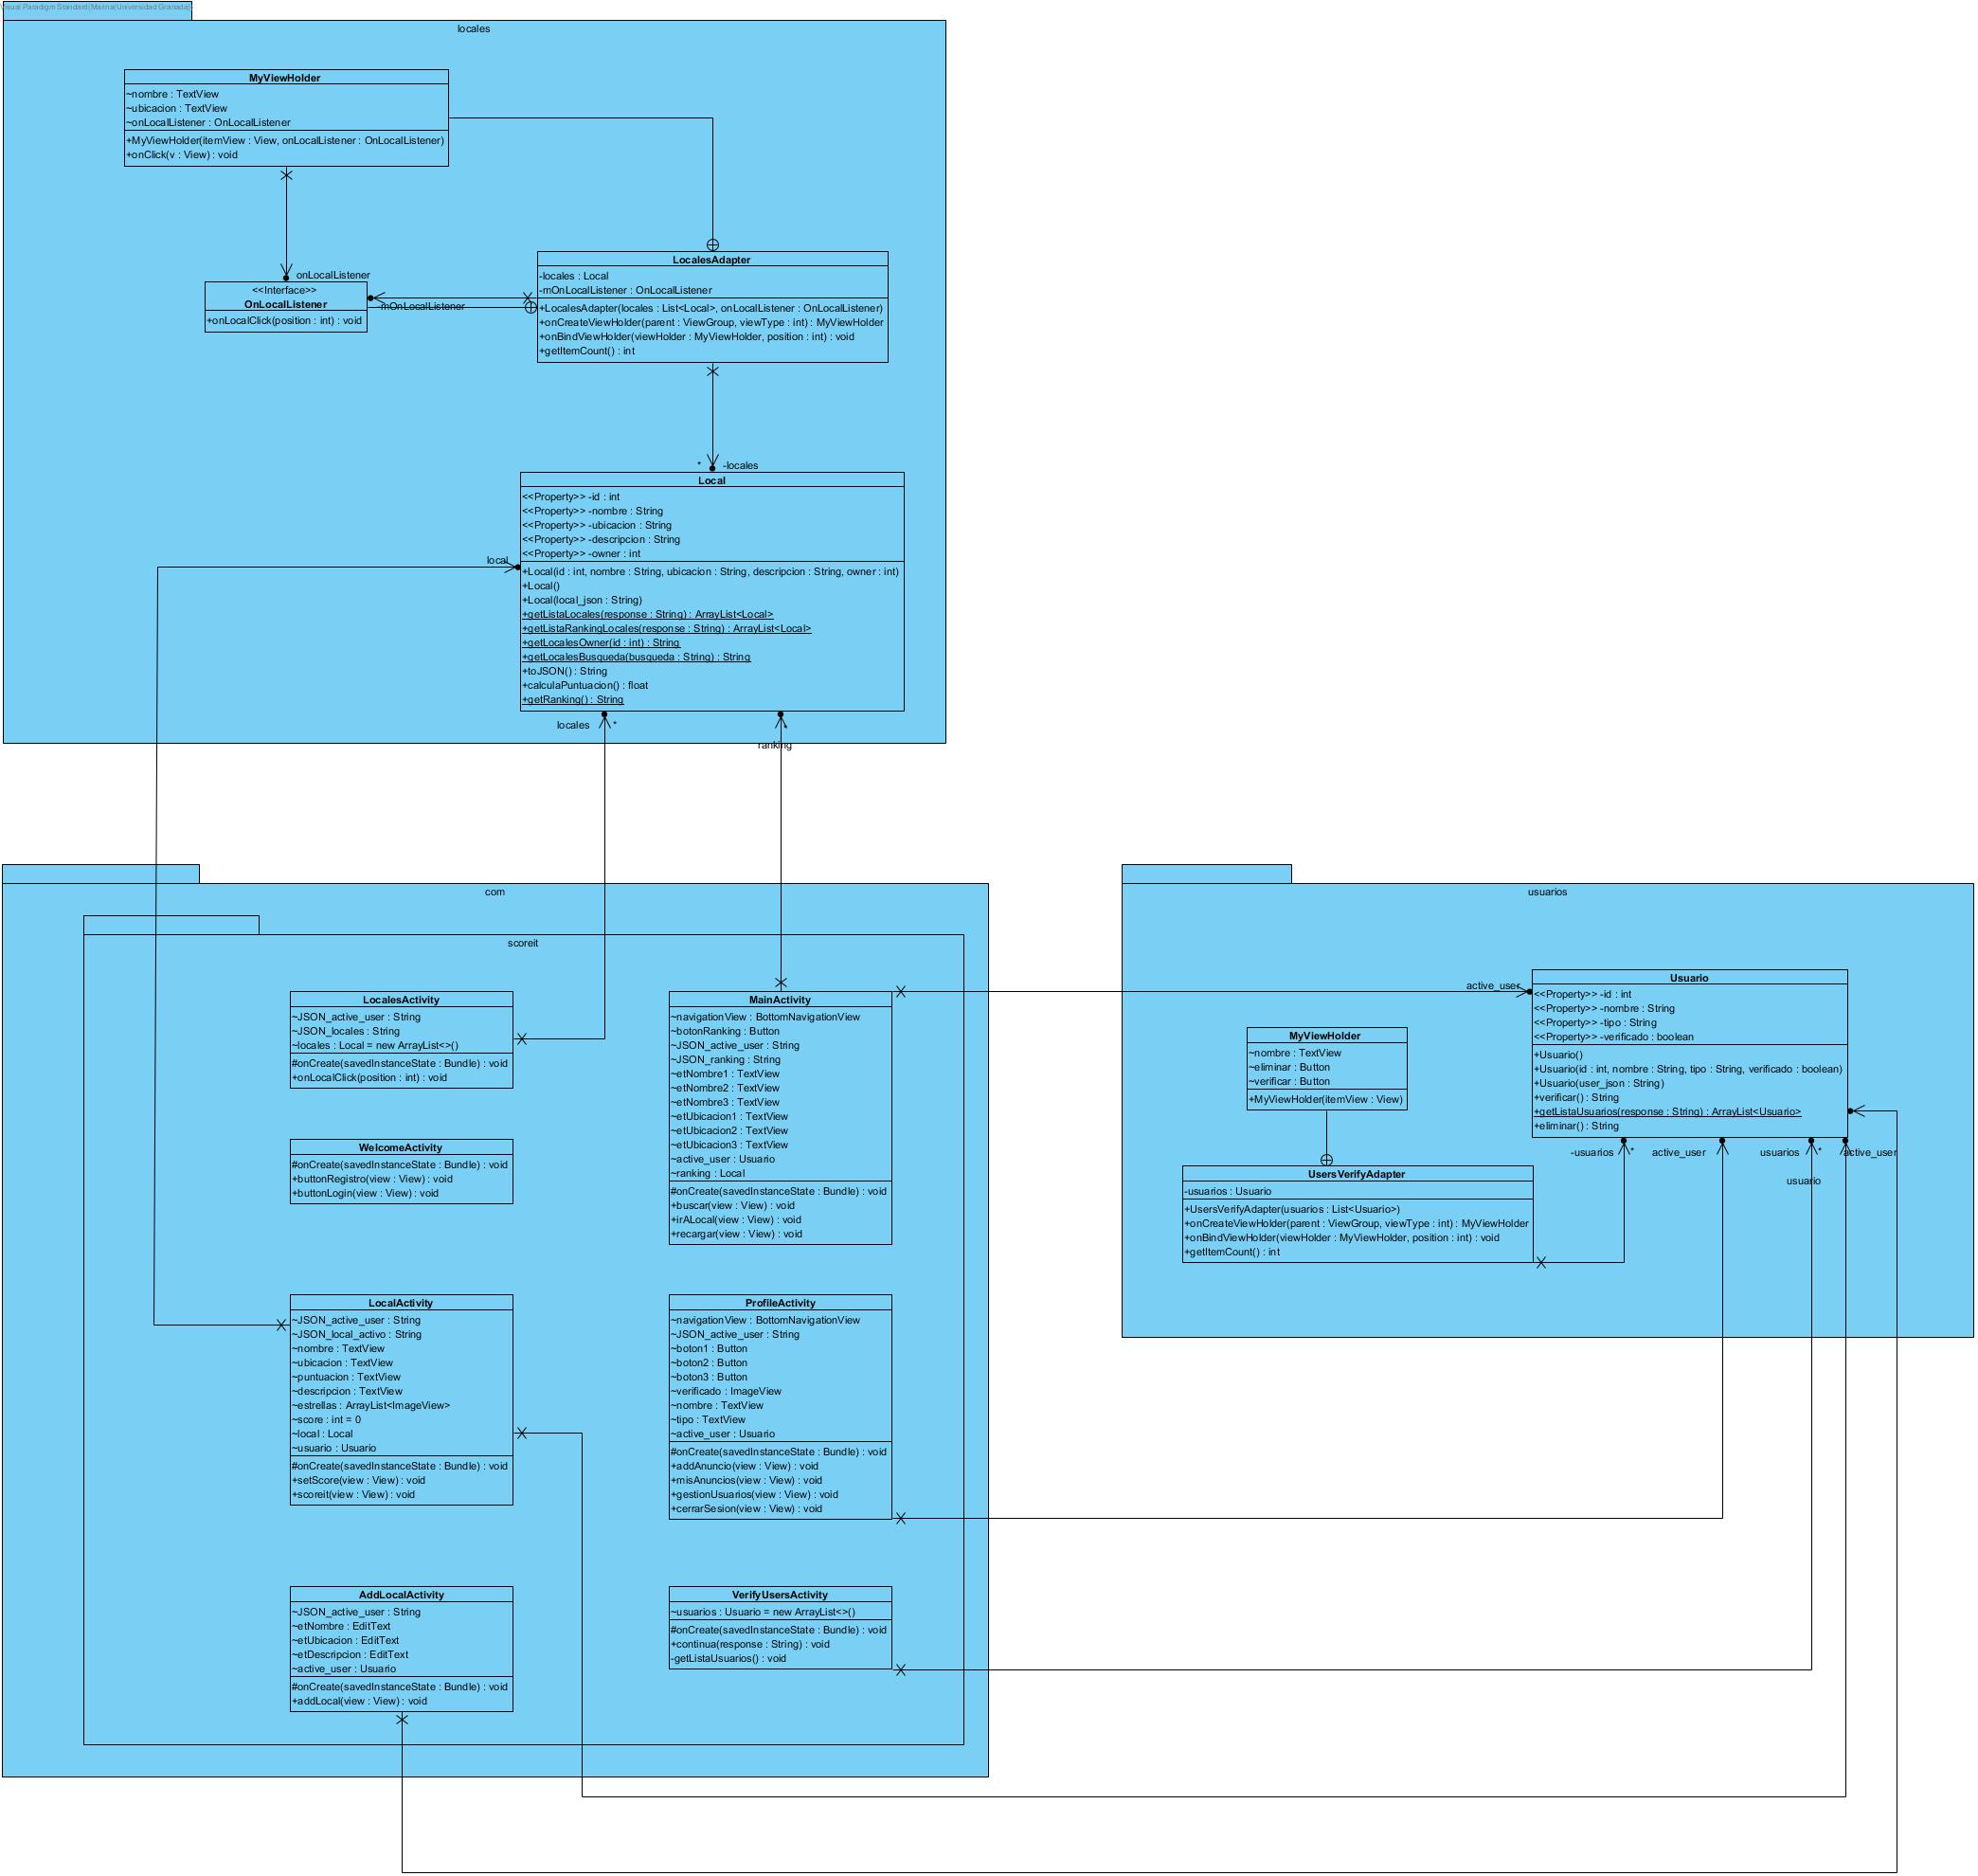 Visual Paradigm Standard(Marina(Universidad Granada))
locales
MyViewHolder
~nombre : TextView
~ubicacion : TextView
~onLocalListener : OnLocalListener
+MyViewHolder(itemView : View, onLocalListener : OnLocalListener)
+onClick(v : View) : void
onLocalListener
<<Interface>>
OnLocalListener
+onLocalClick(position : int) : void
-mOnLocalListener
LocalesAdapter
-locales : Local
-mOnLocalListener : OnLocalListener
+LocalesAdapter(locales : List<Local>, onLocalListener : OnLocalListener)
+onCreateViewHolder(parent : ViewGroup, viewType : int) : MyViewHolder
+onBindViewHolder(viewHolder : MyViewHolder, position : int) : void
+getItemCount() : int
* -locales
Local
<<Property>> -id : int
<<Property>> -nombre : String
<<Property>> -ubicacion : String
<<Property>> -descripcion : String
<<Property>> -owner : int
local
+Local(id : int, nombre : String, ubicacion : String, descripcion : String, owner : int)
+Local()
+Local(local_json : String)
+getListaLocales(response : String) : ArrayList<Local>
+getListaRankingLocales(response : String) : ArrayList<Local>
+getLocalesOwner(id : int) : String
+getLocalesBusqueda(busqueda : String) : String
+toJSON() : String
+calculaPuntuacion() : float
+getRanking() : String
locales *
*
ranking
com
scoreit
LocalesActivity
~JSON_active_user : String
~JSON_locales : String
~locales : Local = new ArrayList<>()
#onCreate(savedInstanceState : Bundle) : void
+onLocalClick(position : int) : void
WelcomeActivity
#onCreate(savedInstanceState : Bundle) : void
+buttonRegistro(view : View) : void
+buttonLogin(view : View) : void
MainActivity
~navigationView : BottomNavigationView
~botonRanking : Button
~JSON_active_user : String
~JSON_ranking : String
~etNombre1 : TextView
~etNombre2 : TextView
~etNombre3 : TextView
~etUbicacion1 : TextView
~etUbicacion2 : TextView
~etUbicacion3 : TextView
~active_user : Usuario
~ranking : Local
#onCreate(savedInstanceState : Bundle) : void
+buscar(view : View) : void
+irALocal(view : View) : void
+recargar(view : View) : void
LocalActivity
~JSON_active_user : String
~JSON_local_activo : String
~nombre : TextView
~ubicacion : TextView
~puntuacion : TextView
~descripcion : TextView
~estrellas : ArrayList<ImageView>
~score : int = 0
~local : Local
~usuario : Usuario
#onCreate(savedInstanceState : Bundle) : void
+setScore(view : View) : void
+scoreit(view : View) : void
ProfileActivity
~navigationView : BottomNavigationView
~JSON_active_user : String
~boton1 : Button
~boton2 : Button
~boton3 : Button
~verificado : ImageView
~nombre : TextView
~tipo : TextView
~active_user : Usuario
#onCreate(savedInstanceState : Bundle) : void
+addAnuncio(view : View) : void
+misAnuncios(view : View) : void
+gestionUsuarios(view : View) : void
+cerrarSesion(view : View) : void
AddLocalActivity
~JSON_active_user : String
~etNombre : EditText
~etUbicacion : EditText
~etDescripcion : EditText
~active_user : Usuario
#onCreate(savedInstanceState : Bundle) : void
+addLocal(view : View) : void
VerifyUsersActivity
~usuarios : Usuario = new ArrayList<>()
#onCreate(savedInstanceState : Bundle) : void
+continua(response : String) : void
-getListaUsuarios() : void
usuarios
active_user
Usuario
<<Property>> -id : int
<<Property>> -nombre : String
<<Property>> -tipo : String
<<Property>> -verificado : boolean
+Usuario()
+Usuario(id : int, nombre : String, tipo : String, verificado : boolean)
+Usuario(user_json : String)
+verificar() : String
+getListaUsuarios(response : String) : ArrayList<Usuario>
+eliminar() : String
MyViewHolder
~nombre : TextView
~eliminar : Button
~verificar : Button
+MyViewHolder(itemView : View)
-usuarios * active_user usuarios * active_user
usuario
UsersVerifyAdapter
-usuarios : Usuario
+UsersVerifyAdapter(usuarios : List<Usuario>)
+onCreateViewHolder(parent : ViewGroup, viewType : int) : MyViewHolder
+onBindViewHolder(viewHolder : MyViewHolder, position : int) : void
+getItemCount() : int